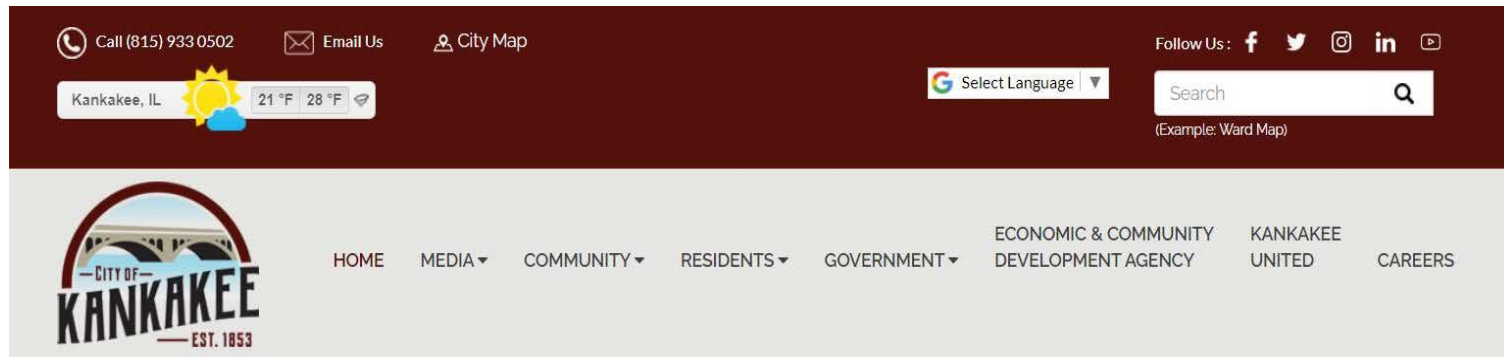 Call (815) 933 0502
Email Us
City Map
Follow Us:
Kankakee, IL
21 °F 28 °F
Select Language ▼
Search
(Example: Ward Map)
CITY OF
KANKAKEE
EST. 1853
HOME
MEDIA
COMMUNITY
RESIDENTS
GOVERNMENT
ECONOMIC & COMMUNITY
DEVELOPMENT AGENCY
KANKAKEE
UNITED
CAREERS